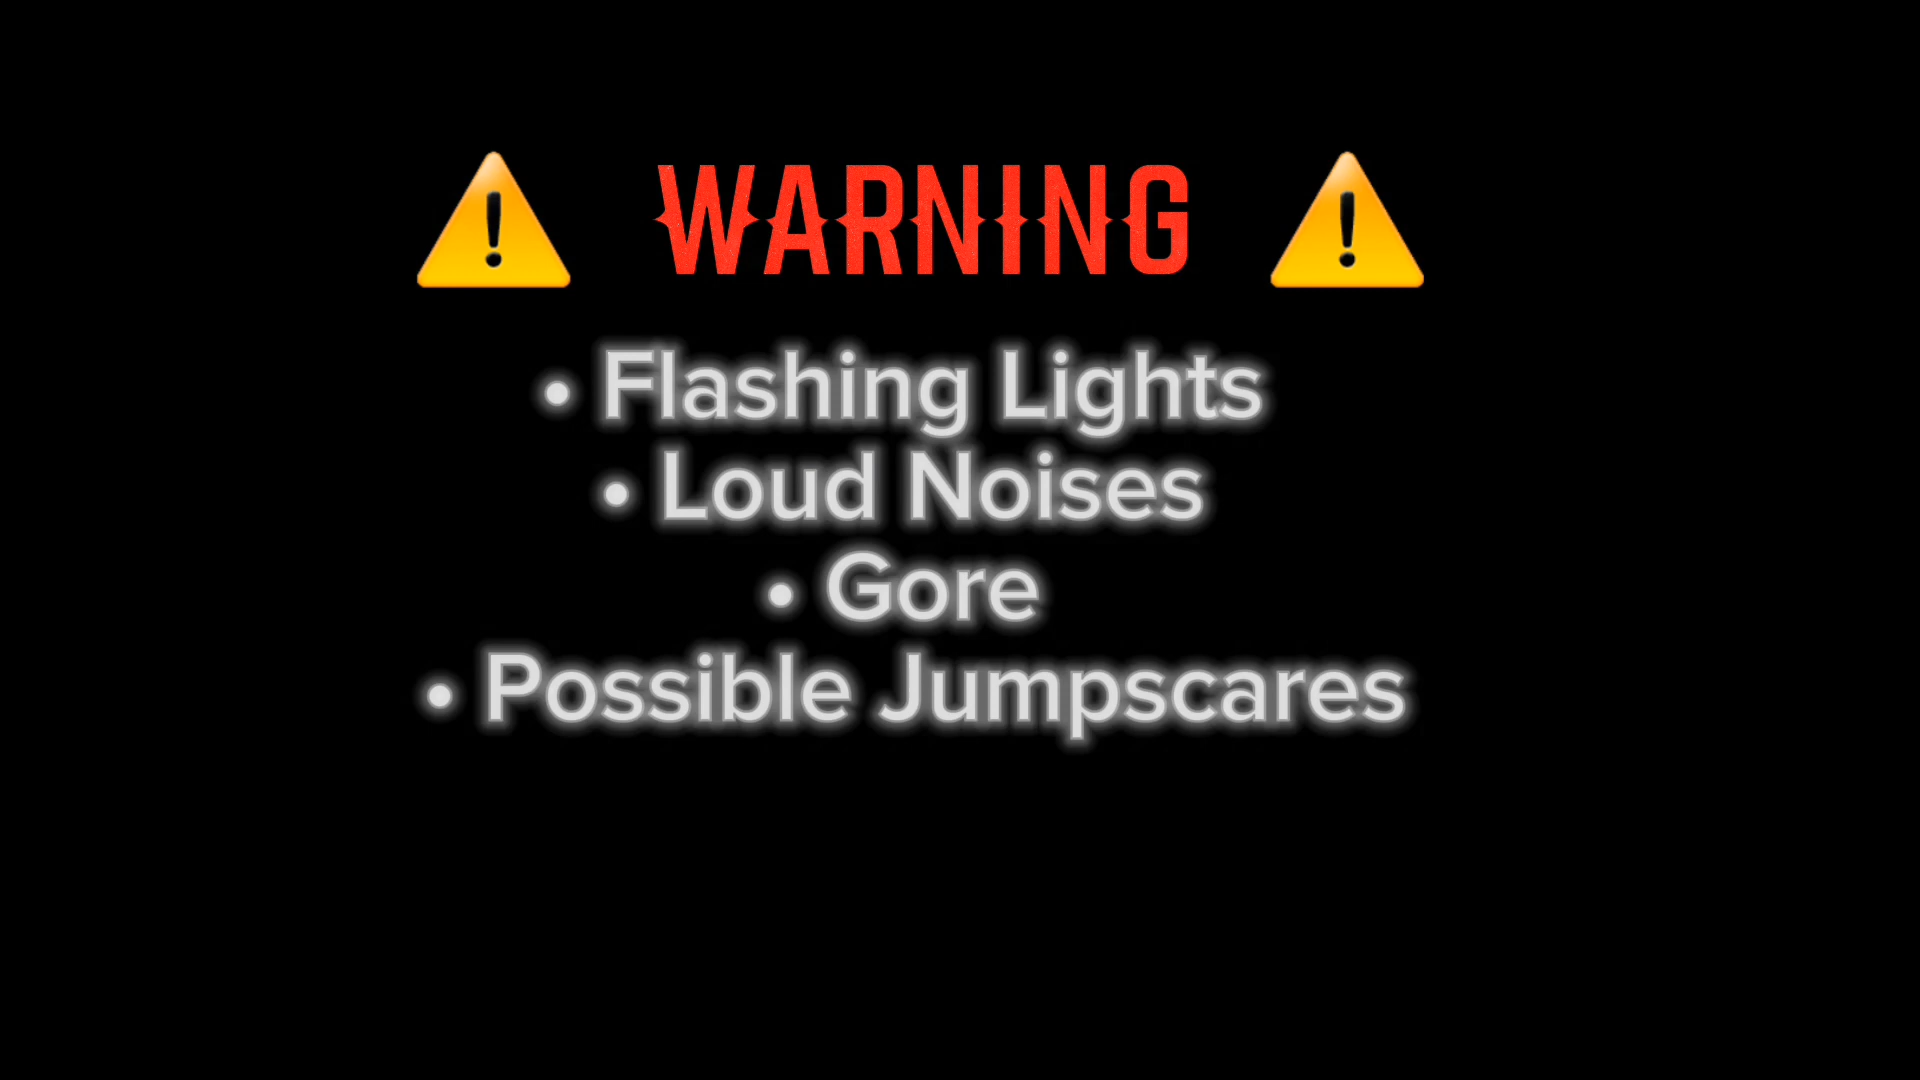 ⚠️ WARNING ⚠️
• Flashing Lights
• Loud Noises
• Gore
• Possible Jumpscares